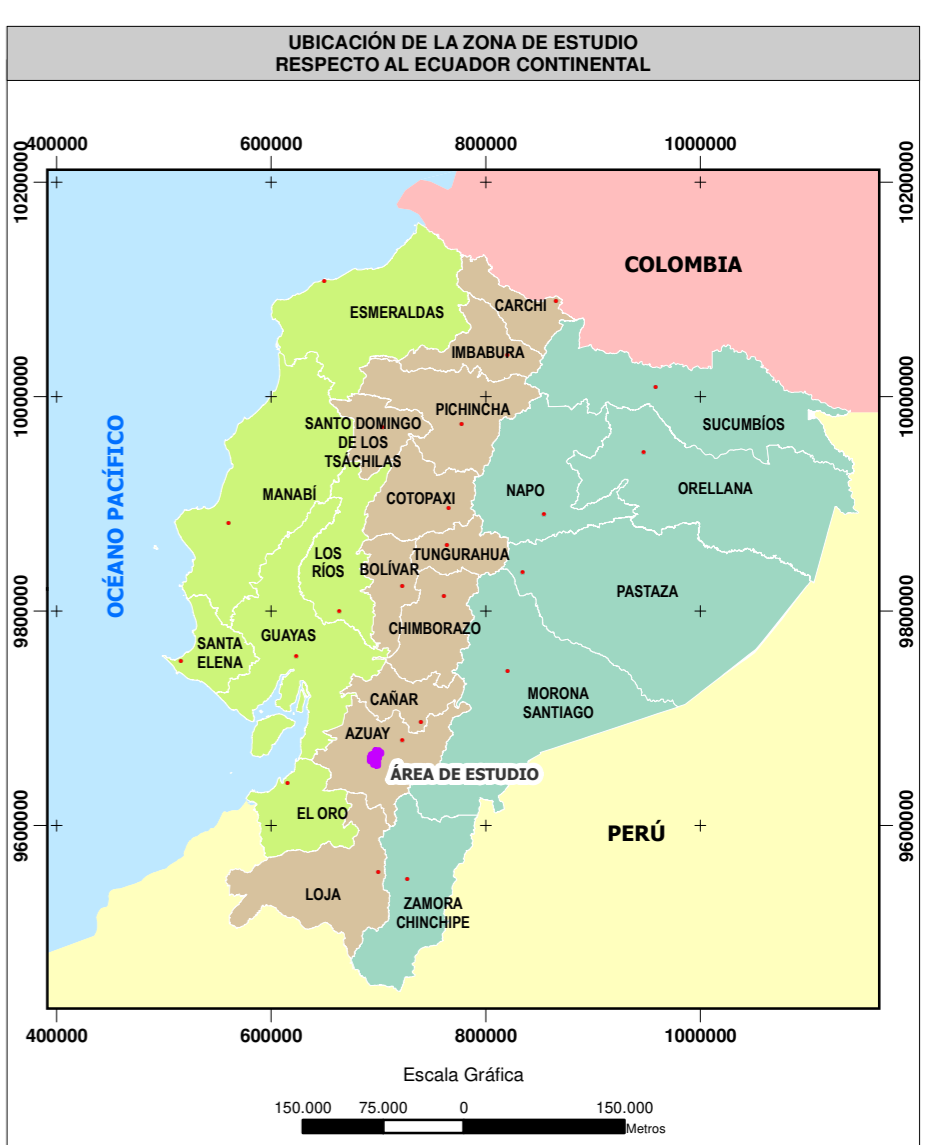 UBICACIÓN DE LA ZONA DE ESTUDIO
RESPECTO AL ECUADOR CONTINENTAL
400000 600000 800000 1000000
10200000 10200000
COLOMBIA
CARCHI
ESMERALDAS
IMBABURA
10000000 10000000
PICHINCHA
SANTO DOMINGO
DE LOS
TSÁCHILAS
SUCUMBÍOS
OCÉANO PACÍFICO
MANABÍ
COTOPAXI
NAPO
ORELLANA
LOS
RÍOS
BOLÍVAR
TUNGURAHUA
PASTAZA
9800000 9800000
CHIMBORAZO
GUAYAS
SANTA
ELENA
MORONA
SANTIAGO
CAÑAR
AZUAY
ÁREA DE ESTUDIO
EL ORO
9600000 9600000
PERÚ
LOJA
ZAMORA
CHINCHIPE
400000 600000 800000 1000000
Escala Gráfica
150.000 75.000 0 150.000
Metros